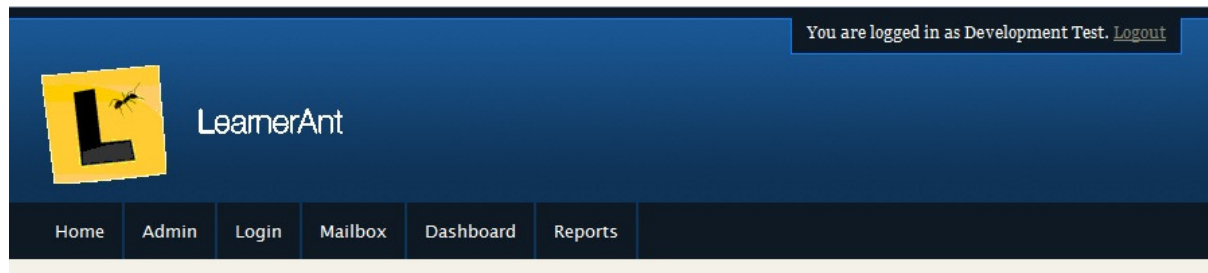 You are logged in as Development Test. Logout
L
LearnerAnt
Home Admin Login Mailbox Dashboard Reports